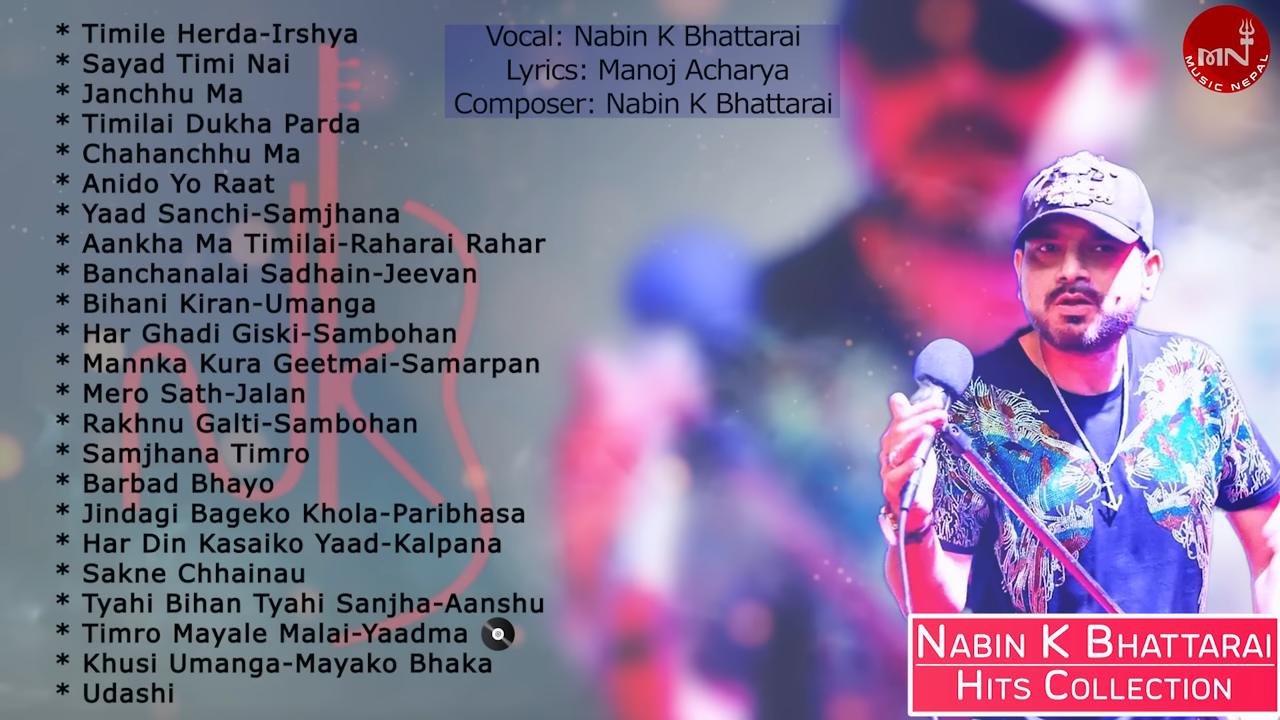 * Timile Herda-Irshya
* Sayad Timi Nai
* Janchhu Ma
* Timilai Dukha Parda
* Chahanchhu Ma
* Anido Yo Raat
* Yaad Sanchi-Samjhana
* Aankha Ma Timilai-Raharai Rahar
* Banchanalai Sadhain-Jeevan
* Bihani Kiran-Umanga
* Har Ghadi Giski-Sambohan
* Mannka Kura Geetmai-Samarpan
* Mero Sath-Jalan
* Rakhnu Galti-Sambohan
* Samjhana Timro
* Barbad Bhayo
* Jindagi Bageko Khola-Paribhasa
* Har Din Kasaiko Yaad-Kalpana
* Sakne Chhainau
* Tyahi Bihan Tyahi Sanjha-Aanshu
* Timro Mayale Malai-Yaadma
* Khusi Umanga-Mayako Bhaka
* Udashi
Vocal: Nabin K Bhattarai
Lyrics: Manoj Acharya
Composer: Nabin K Bhattarai
MN
MUSIC NEPAL
NABIN K BHATTARAI
HITS COLLECTION